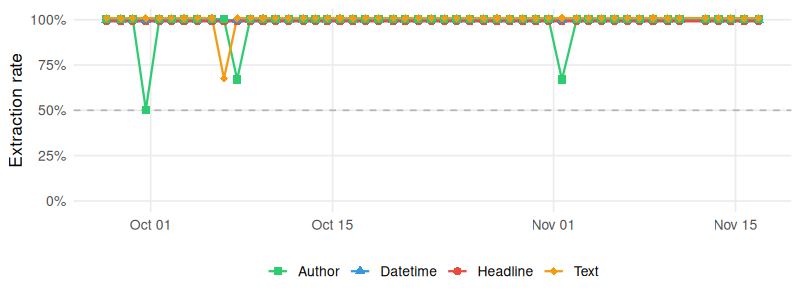 Extraction rate
100%
75%
50%
25%
0%
Oct 01 Oct 15 Nov 01 Nov 15
Author Datetime Headline Text